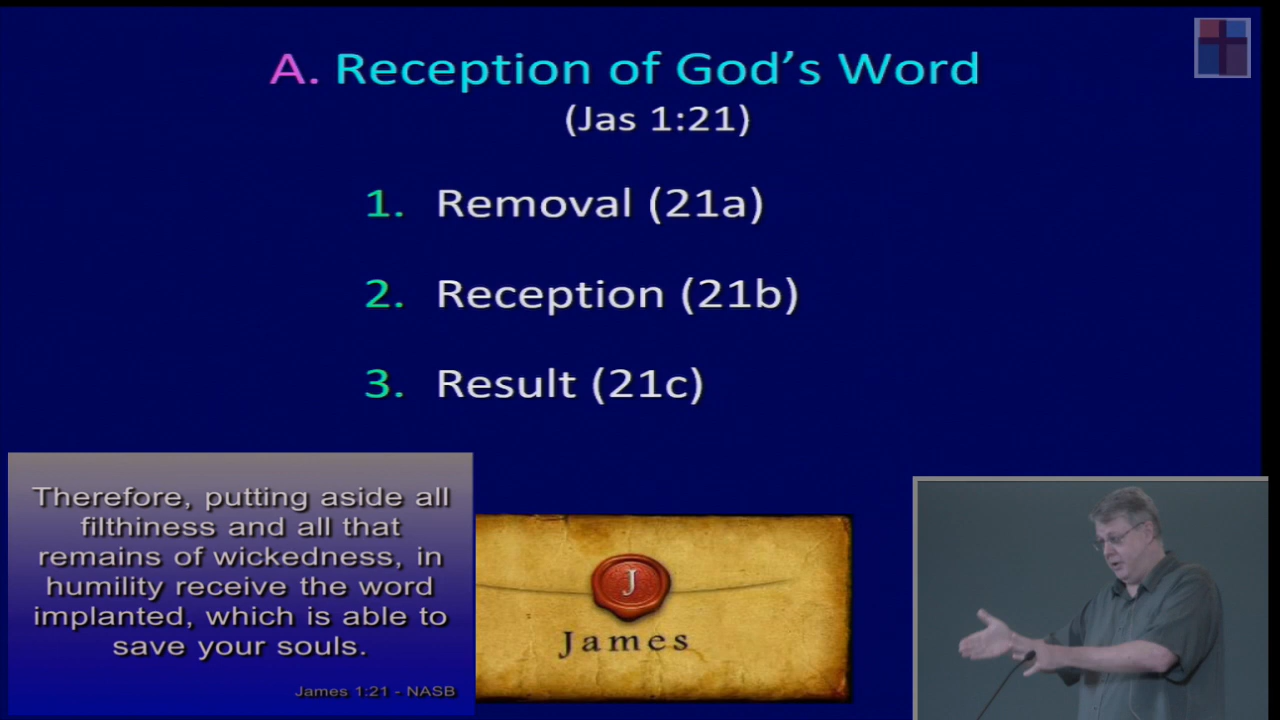 A. Reception of God's Word
(Jas 1:21)
1. Removal (21a)
2. Reception (21b)
3. Result (21c)
Therefore, putting aside all
filthiness and all that
remains of wickedness, in
humility receive the word
implanted, which is able to
save your souls.
James 1:21 - NASB
J
James